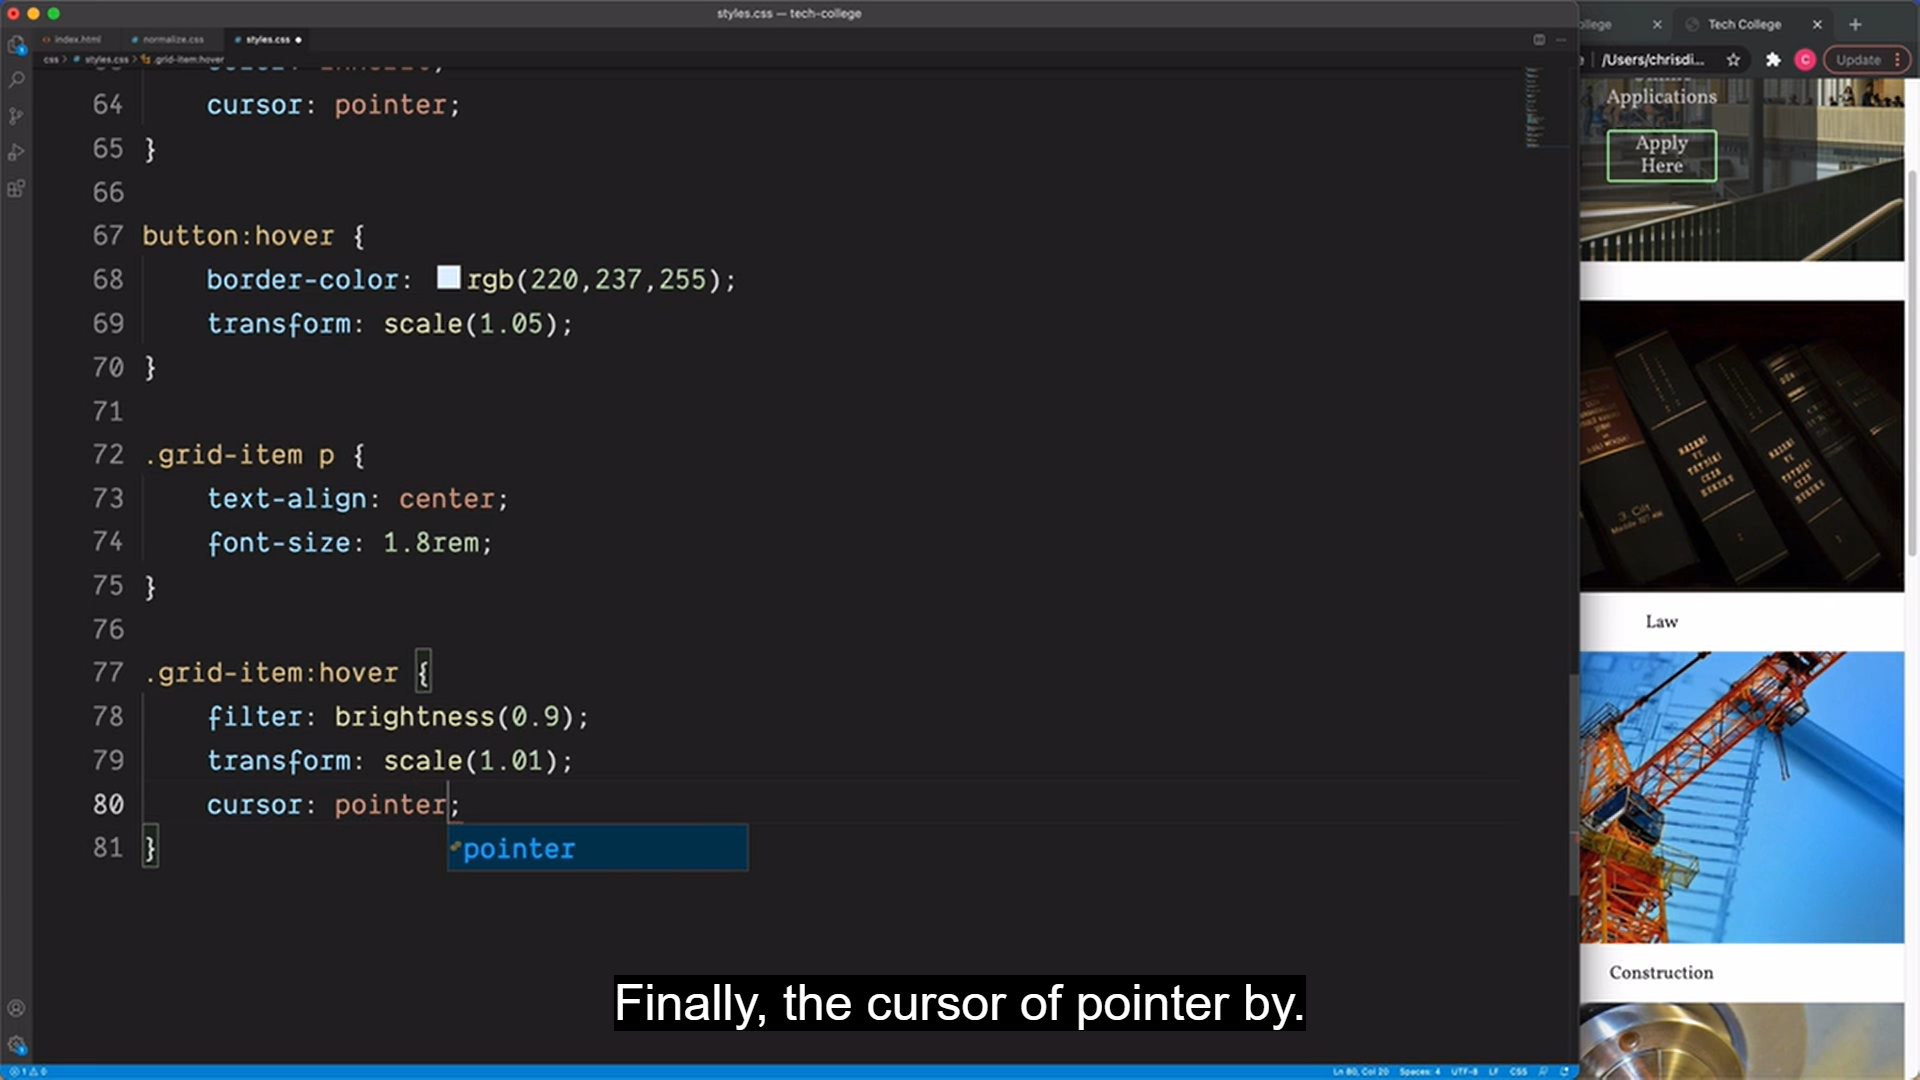 styles.css — tech-college
index.html
normalize.css
styles.css
css > styles.css > .grid-item:hover
64 cursor: pointer;
65 }
66
67 button:hover {
68 border-color: rgb(220,237,255);
69 transform: scale(1.05);
70 }
71
72 .grid-item p {
73 text-align: center;
74 font-size: 1.8rem;
75 }
76
77 .grid-item:hover {
78 filter: brightness(0.9);
79 transform: scale(1.01);
80 cursor: pointer;
81 }
pointer
Finally, the cursor of pointer by.
Ln 80, Col 20 Spaces: 4 UTF-8 LF CSS
Tech College
/Users/chrisdi...
C
Update
Applications
Apply
Here
Law
Construction